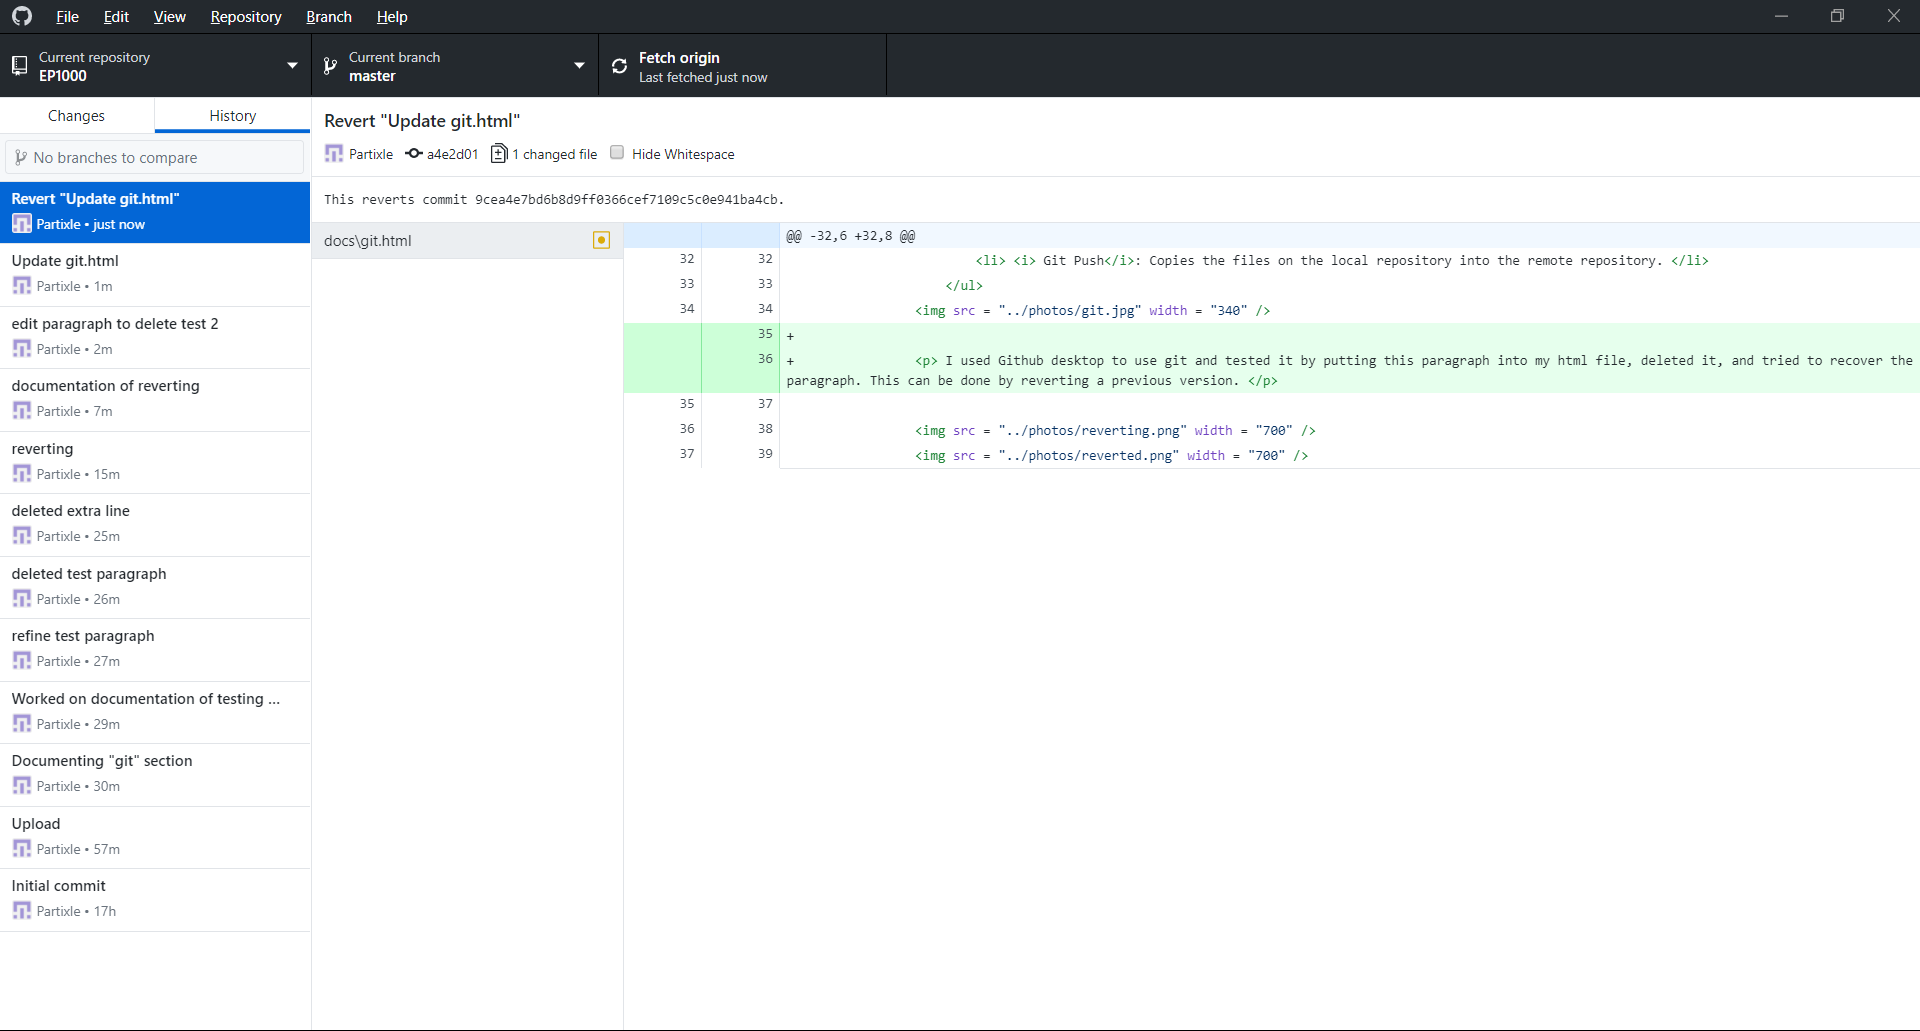 File Edit View Repository Branch Help
Current repository
EP1000
Current branch
master
Fetch origin
Last fetched just now
Changes History
No branches to compare
Revert "Update git.html"
Partixle • just now
Update git.html
Partixle • 1m
edit paragraph to delete test 2
Partixle • 2m
documentation of reverting
Partixle • 7m
reverting
Partixle • 15m
deleted extra line
Partixle • 25m
deleted test paragraph
Partixle • 26m
refine test paragraph
Partixle • 27m
Worked on documentation of testing ...
Partixle • 29m
Documenting "git" section
Partixle • 30m
Upload
Partixle • 57m
Initial commit
Partixle • 17h
Revert "Update git.html"
Partixle a4e2d01 1 changed file Hide Whitespace
This reverts commit 9cea4e7bd6b8d9ff0366cef7109c5c0e941ba4cb.
docs\git.html
@@ -32,6 +32,8 @@
32 32 <li> <i> Git Push</i>: Copies the files on the local repository into the remote repository. </li>
33 33 </ul>
34 34 <img src = "../photos/git.jpg" width = "340" />
35 +
36 + <p> I used Github desktop to use git and tested it by putting this paragraph into my html file, deleted it, and tried to recover the
paragraph. This can be done by reverting a previous version. </p>
35 37
36 38 <img src = "../photos/reverting.png" width = "700" />
37 39 <img src = "../photos/reverted.png" width = "700" />